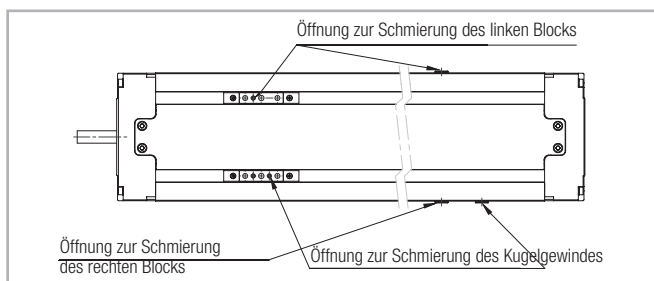 Öffnung zur Schmierung des linken Blocks
Öffnung zur Schmierung
des rechten Blocks
Öffnung zur Schmierung des Kugelgewindes